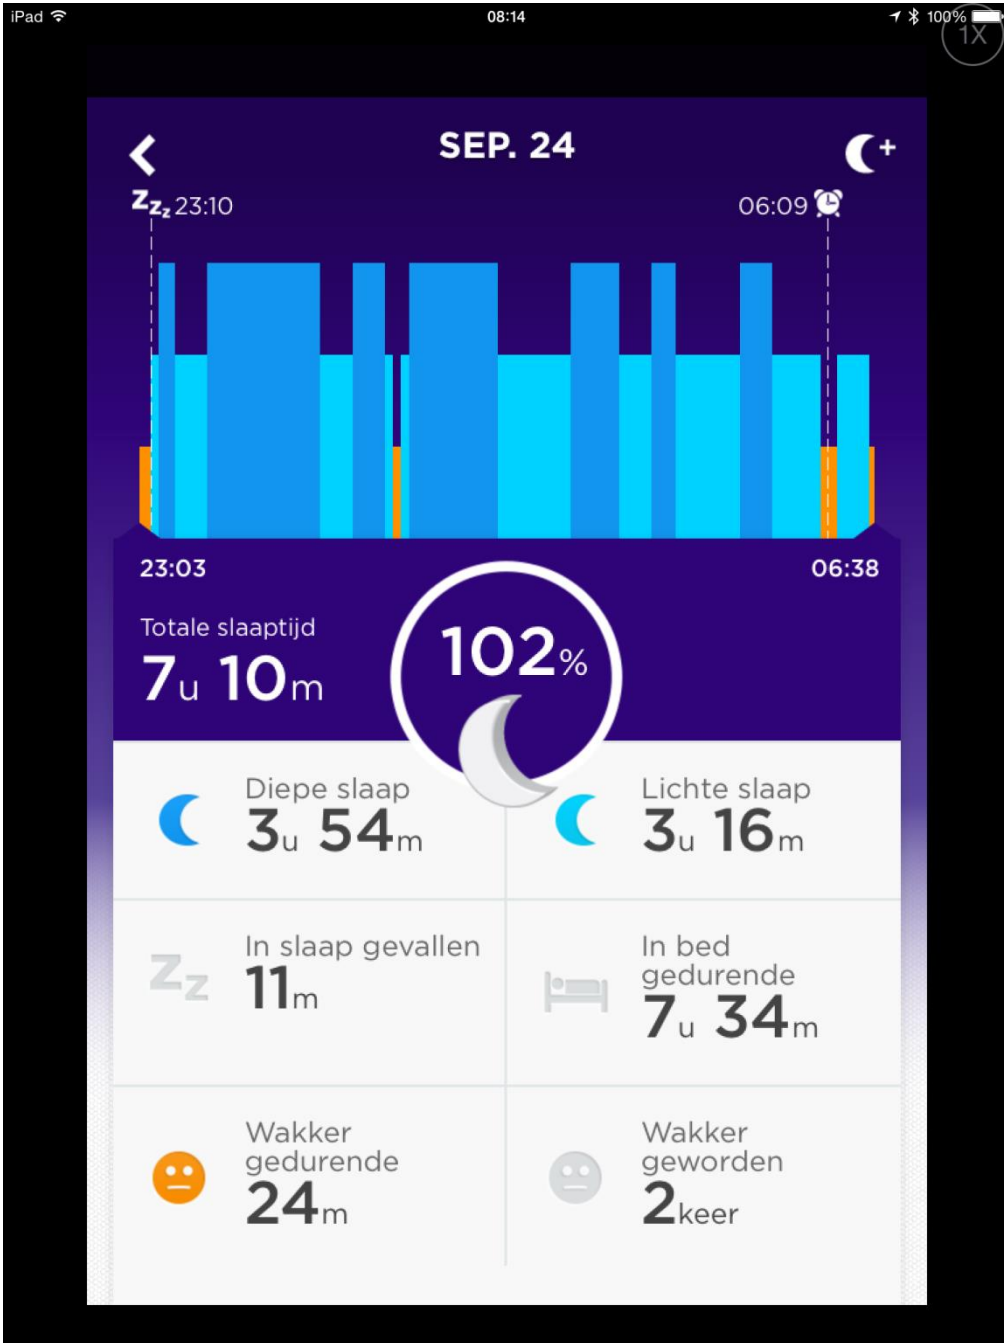 iPad 08:14 100%
1X
SEP. 24
zzz 23:10 06:09
23:03 06:38
Totale slaaptijd
7u 10m
102%
Diepe slaap
3u 54m
Lichte slaap
3u 16m
zz
In slaap gevallen
11m
In bed
gedurende
7u 34m
Wakker
gedurende
24m
Wakker
geworden
2keer